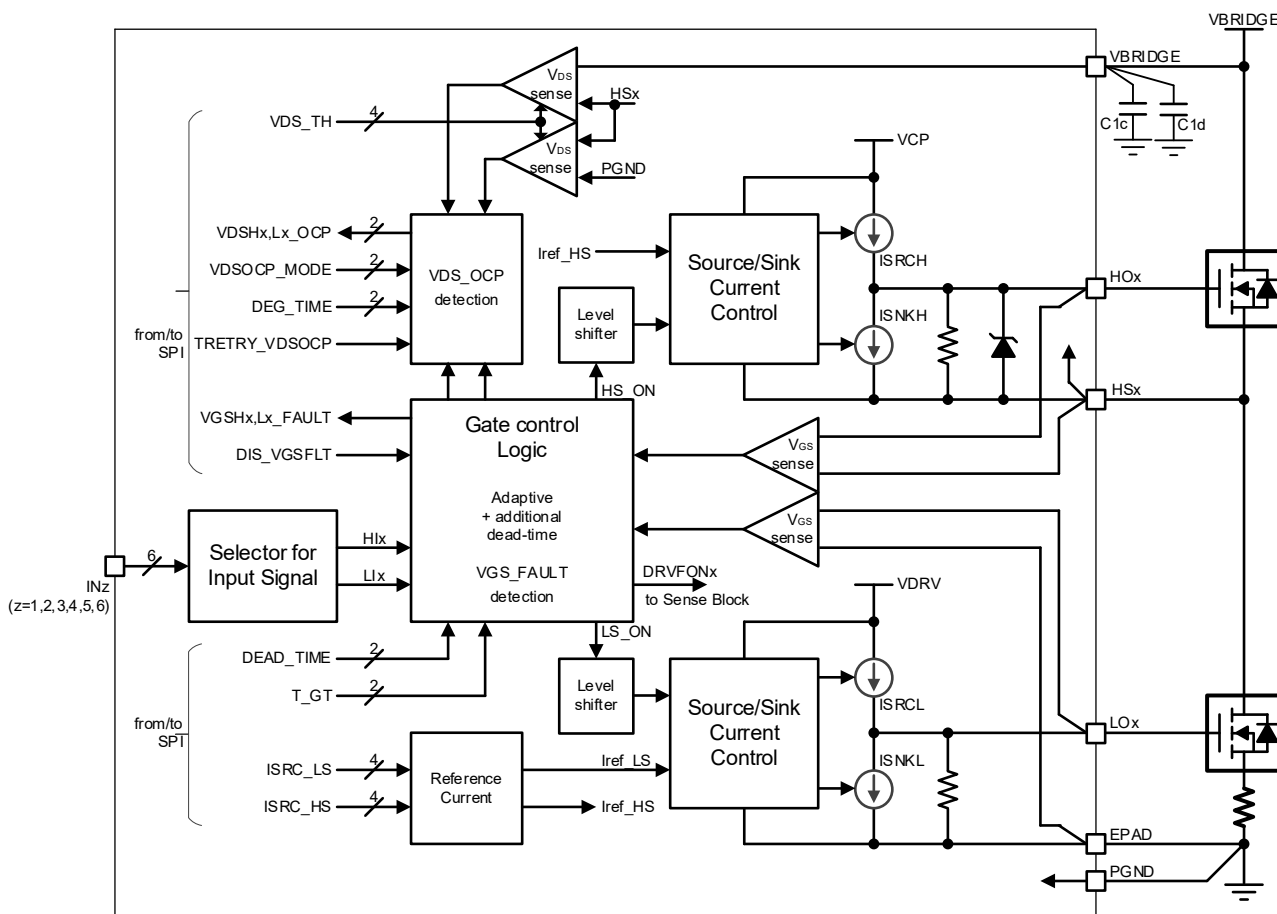 VBRIDGE
VBRIDGE
VDS
sense
HSx
VDS_TH
4
C1c
C1d
VDS
sense
VCP
PGND
VDSHx,Lx_OCP
2
VDSOCP_MODE
2
VDS_OCP
detection
Iref_HS
Source/Sink
Current
Control
ISRCH
HOx
DEG_TIME
2
Level
shifter
ISNKH
from/to
SPI
TRETRY_VDSOCP
HS_ON
HSx
VGSHx,Lx_FAULT
Gate control
Logic
DIS_VGSFLT
VGS
sense
Adaptive
+ additional
dead-time
VGS
sense
Selector for
Input Signal
HIx
LIx
6
INz
(z=1,2,3,4,5,6)
VGS_FAULT
detection
DRVFONx
to Sense Block
VDRV
LS_ON
DEAD_TIME
2
T_GT
2
Level
shifter
Source/Sink
Current
Control
ISRCL
LOx
from/to
SPI
ISNKL
ISRC_LS
4
Reference
Current
Iref_LS
ISRC_HS
4
Iref_HS
EPAD
PGND